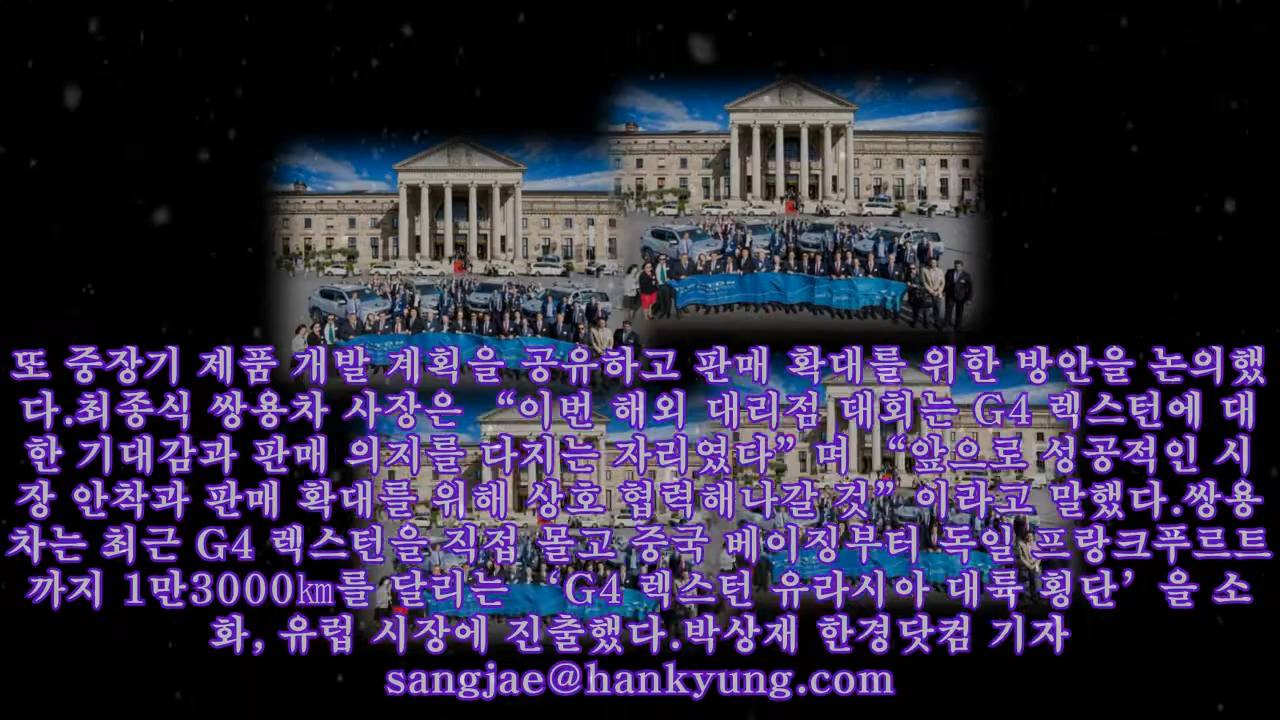 또 중장기 제품 개발 계획을 공유하고 판매 확대를 위한 방안을 논의했
다.최종식 쌍용차 사장은 “이번 해외 대리점 대회는 G4 렉스턴에 대
한 기대감과 판매 의지를 다지는 자리였다”며 “앞으로 성공적인 시
장 안착과 판매 확대를 위해 상호 협력해나갈 것”이라고 말했다.쌍용
차는 최근 G4 렉스턴을 직접 몰고 중국 베이징부터 독일 프랑크푸르트
까지 1만3000㎞를 달리는 ‘G4 렉스턴 유라시아 대륙 횡단’을 소
화, 유럽 시장에 진출했다.박상재 한경닷컴 기자
sangjae@hankyung.com